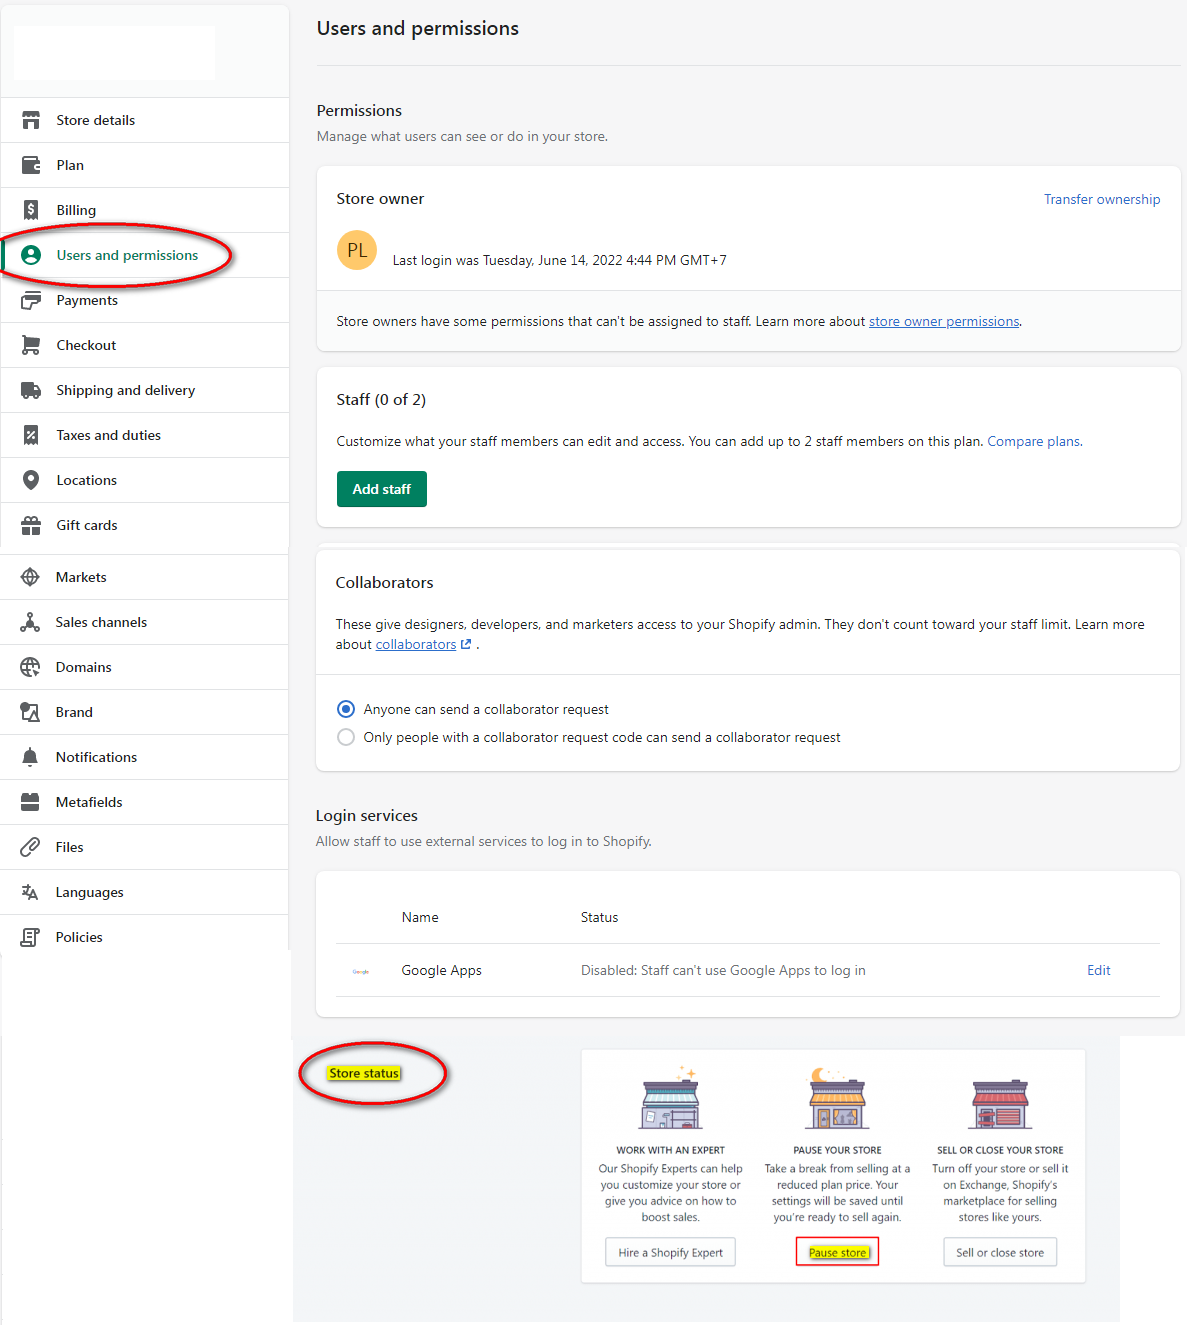 Users and permissions
Store details
Plan
Billing
Users and permissions
Payments
Checkout
Shipping and delivery
Taxes and duties
Locations
Gift cards
Markets
Sales channels
Domains
Brand
Notifications
Metafields
Files
Languages
Policies
Permissions
Manage what users can see or do in your store.
Store owner
Transfer ownership
PL
Last login was Tuesday, June 14, 2022 4:44 PM GMT+7
Store owners have some permissions that can't be assigned to staff. Learn more about store owner permissions.
Staff (0 of 2)
Customize what your staff members can edit and access. You can add up to 2 staff members on this plan. Compare plans.
Add staff
Collaborators
These give designers, developers, and marketers access to your Shopify admin. They don't count toward your staff limit. Learn more
about collaborators .
Anyone can send a collaborator request
Only people with a collaborator request code can send a collaborator request
Login services
Allow staff to use external services to log in to Shopify.
Name Status
Google Google Apps Disabled: Staff can't use Google Apps to log in Edit
Store status
WORK WITH AN EXPERT
Our Shopify Experts can help
you customize your store or
give you advice on how to
boost sales.
Hire a Shopify Expert
PAUSE YOUR STORE
Take a break from selling at a
reduced plan price. Your
settings will be saved until
you're ready to sell again.
Pause store
SELL OR CLOSE YOUR STORE
Turn off your store or sell it
on Exchange, Shopify's
marketplace for selling
stores like yours.
Sell or close store